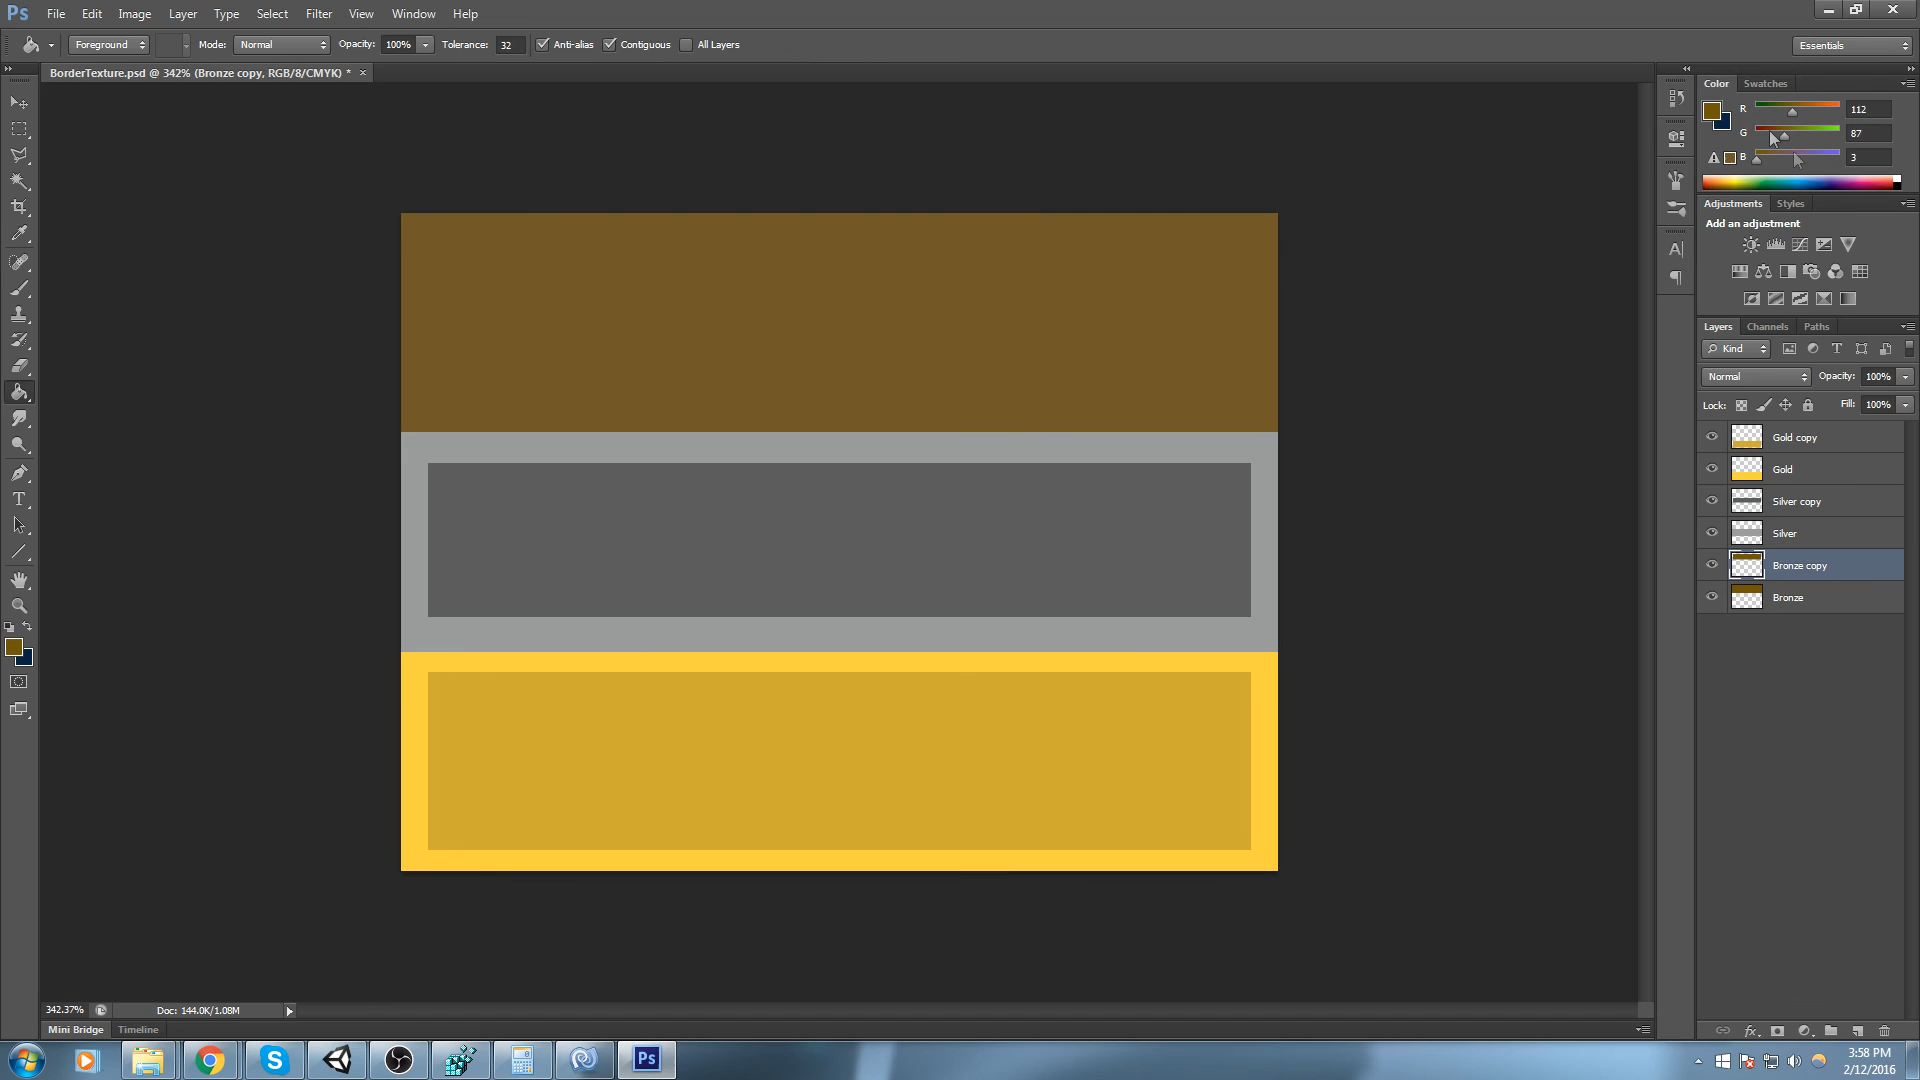 Ps File Edit Image Layer Type Select Filter View Window Help
Foreground Mode: Normal Opacity: 100% Tolerance: 32 Anti-alias Contiguous All Layers Essentials
BorderTexture.psd @ 342% (Bronze copy, RGB/8/CMYK) * ×
Color Swatches
R 112
G 87
B 3
Adjustments Styles
Add an adjustment
Layers Channels Paths
Kind
Normal Opacity: 100%
Lock: Fill: 100%
Gold copy
Gold
Silver copy
Silver
Bronze copy
Bronze
342.37% Doc: 144.0K/1.08M
Mini Bridge Timeline
Ps
3:58 PM
2/12/2016